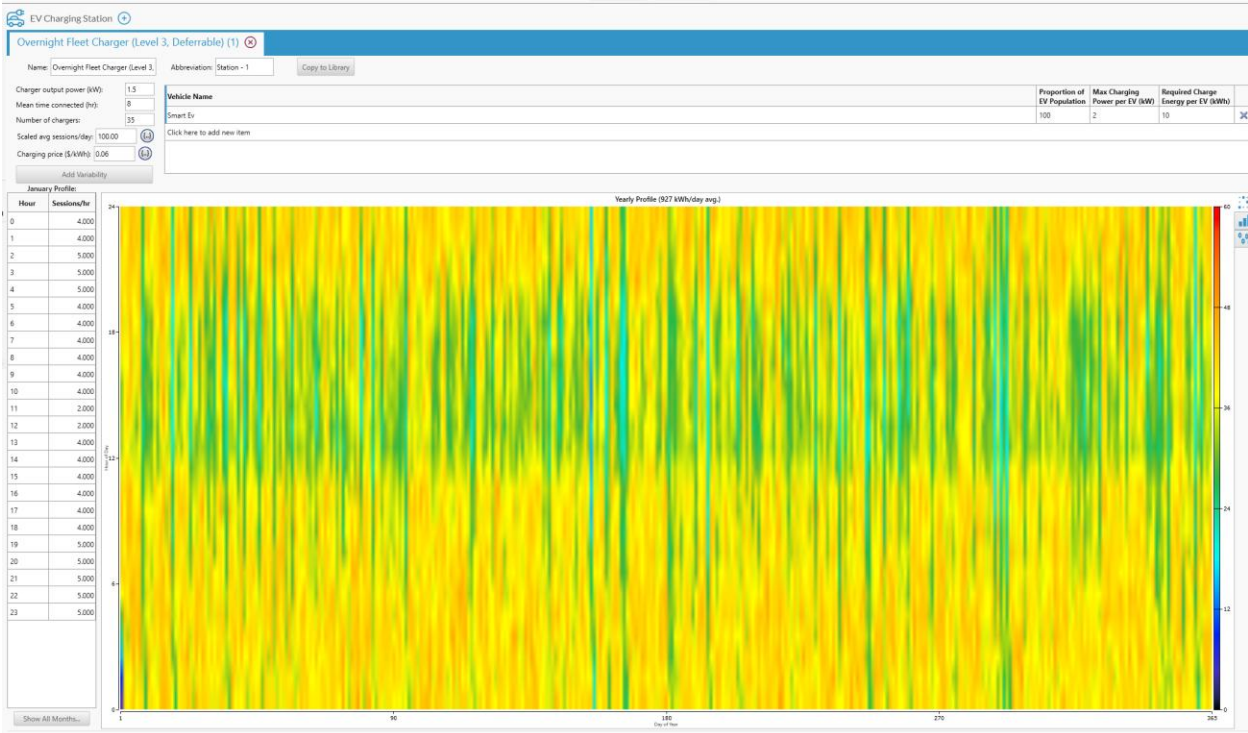 EV Charging Station
Overnight Fleet Charger (Level 3, Deferrable) (1)
Name: Overnight Fleet Charger (Level 3, Abbreviation: Station - 1 Copy to Library
Charger output power (kW): 1.5
Mean time connected (hr): 8
Number of chargers: 35
Scaled avg sessions/day: 100.00 {..}
Charging price ($/kWh): 0.06 {..}
Add Variability
Vehicle Name Proportion of EV Population Max Charging Power per EV (kW) Required Charge Energy per EV (kWh)
Smart Ev 100 2 10
Click here to add new item
January Profile:
Hour Sessions/hr
0 4.000
1 4.000
2 5.000
3 5.000
4 5.000
5 4.000
6 4.000
7 4.000
8 4.000
9 4.000
10 4.000
11 2.000
12 2.000
13 4.000
14 4.000
15 4.000
16 4.000
17 4.000
18 4.000
19 5.000
20 5.000
21 5.000
22 5.000
23 5.000
Show All Months...
Yearly Profile (927 kWh/day avg.)
24
18
12
6
0
Hour of Day
1 90 180 270 365
Day of Year
60
48
36
24
12
0